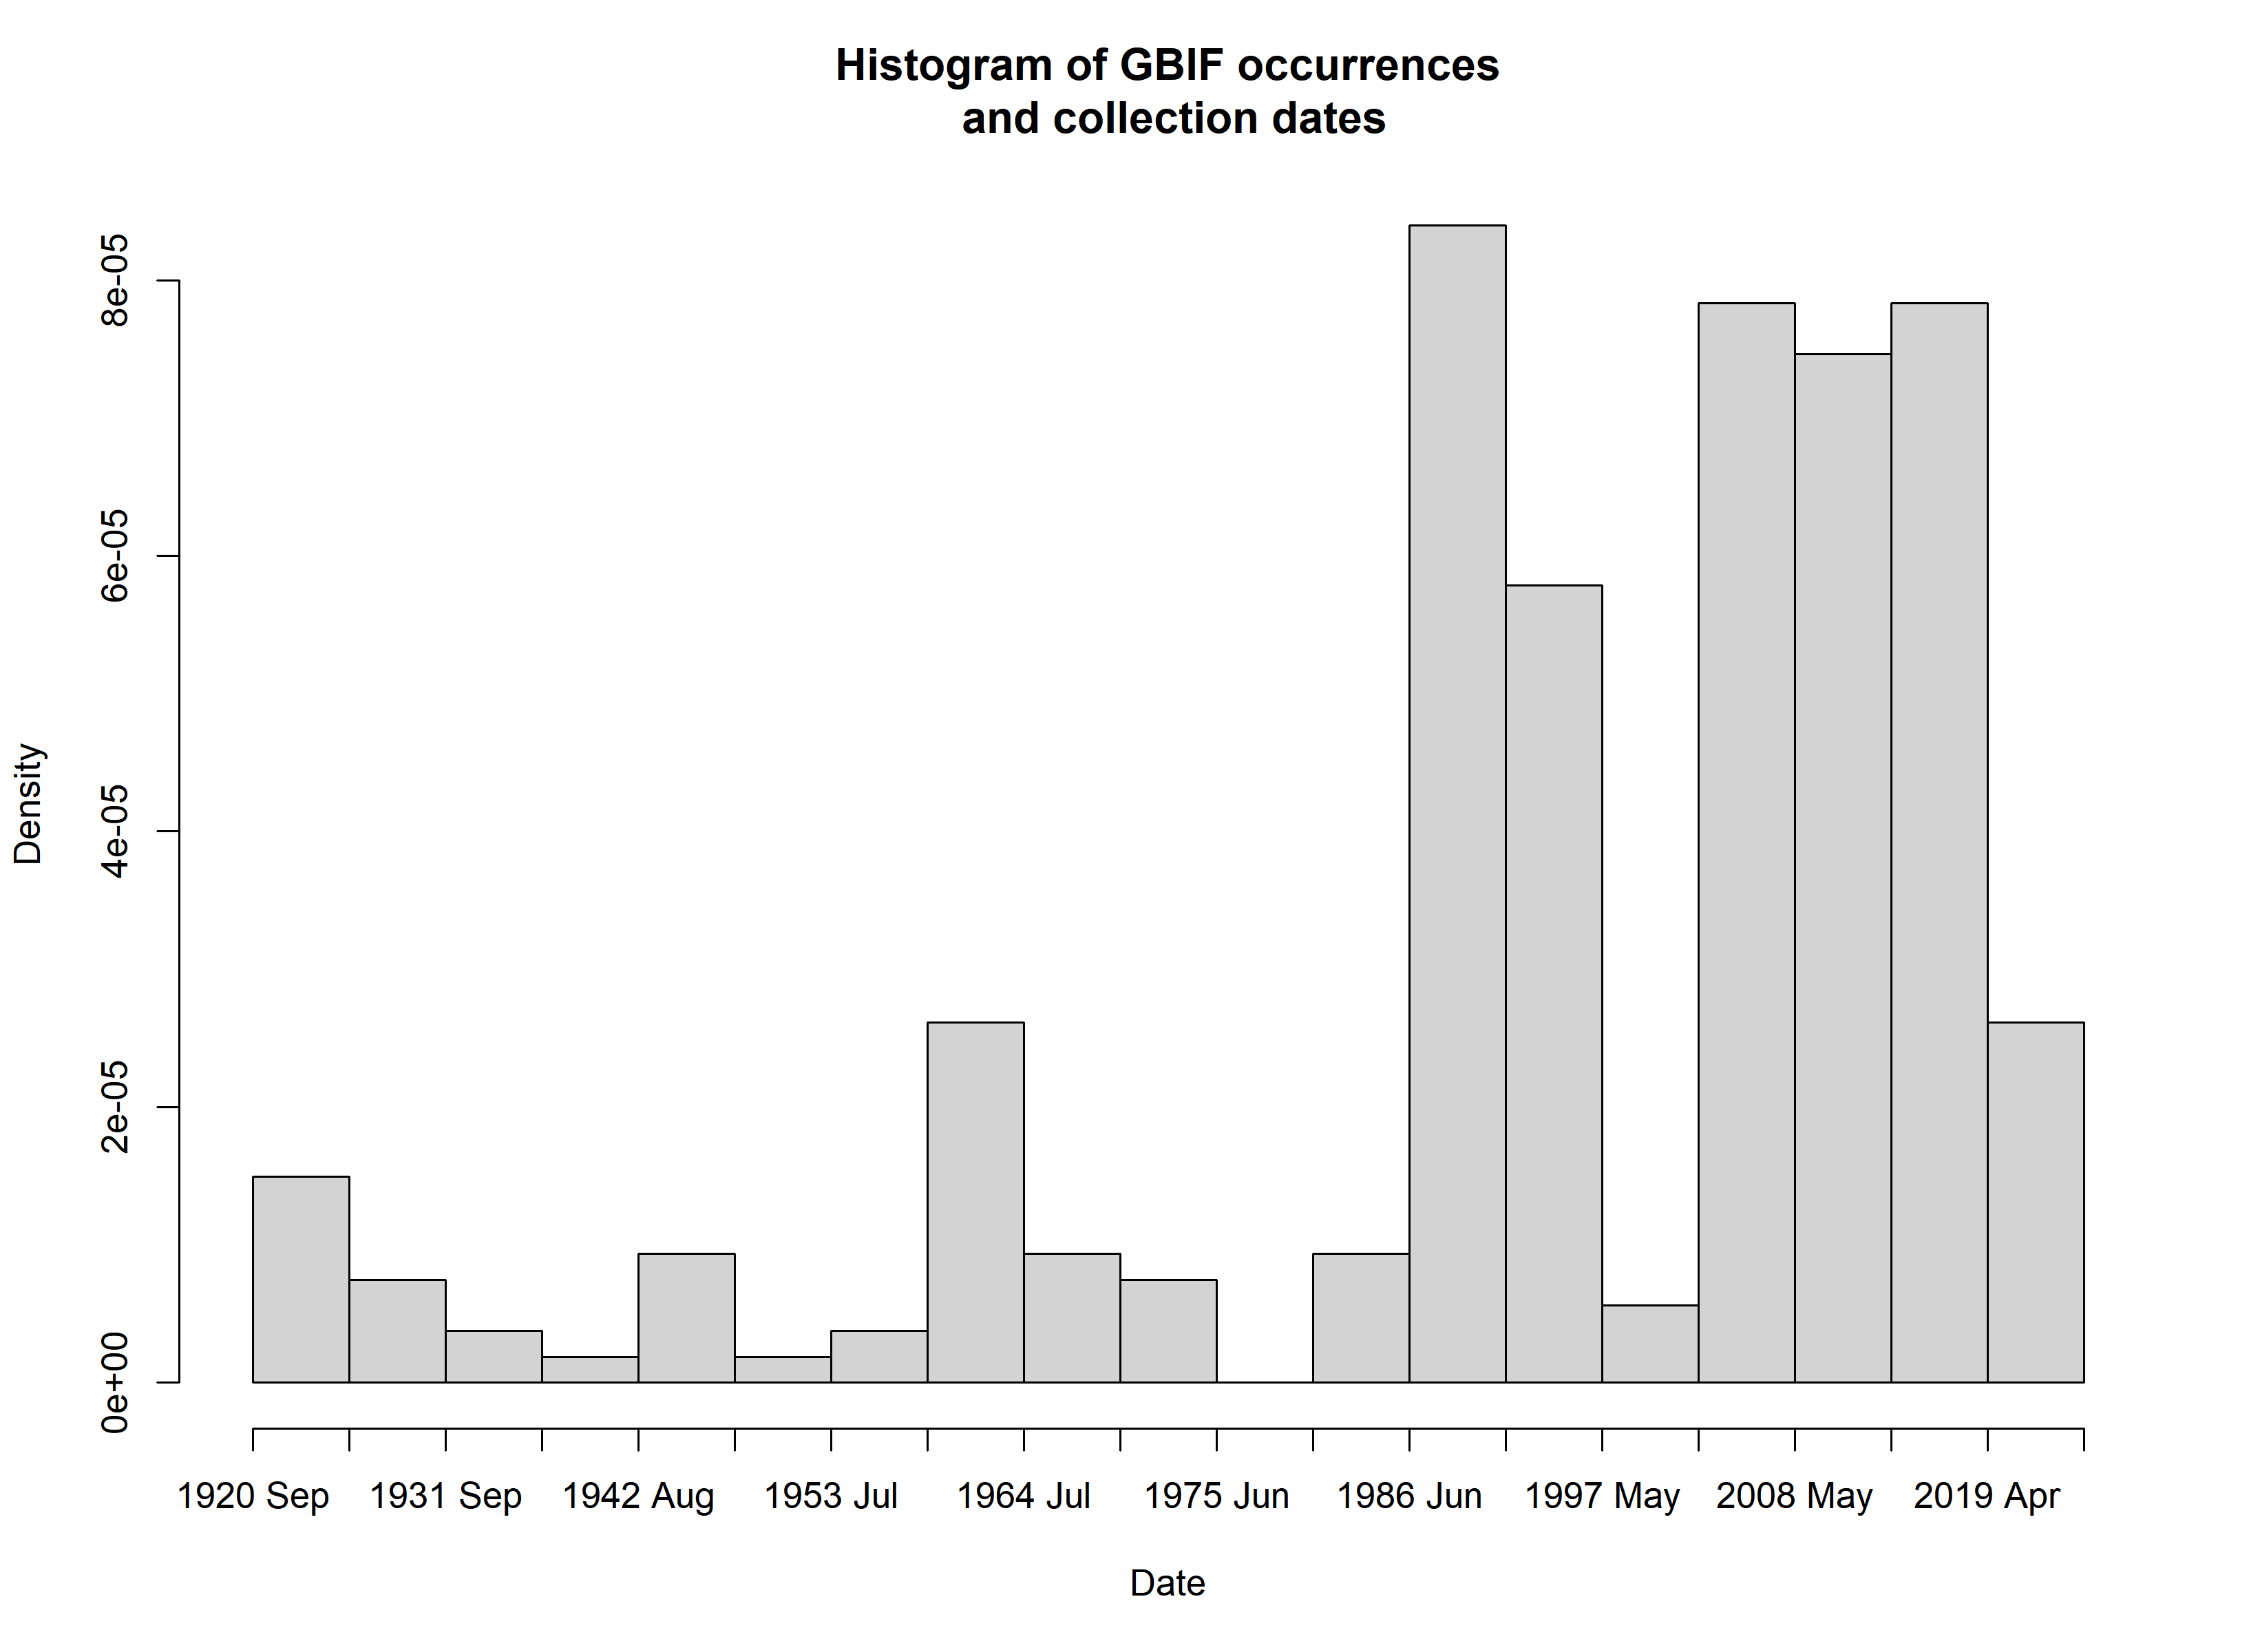 Histogram of GBIF occurrences
and collection dates
Density
8e-05
6e-05
4e-05
2e-05
0e+00
1920 Sep 1931 Sep 1942 Aug 1953 Jul 1964 Jul 1975 Jun 1986 Jun 1997 May 2008 May 2019 Apr
Date